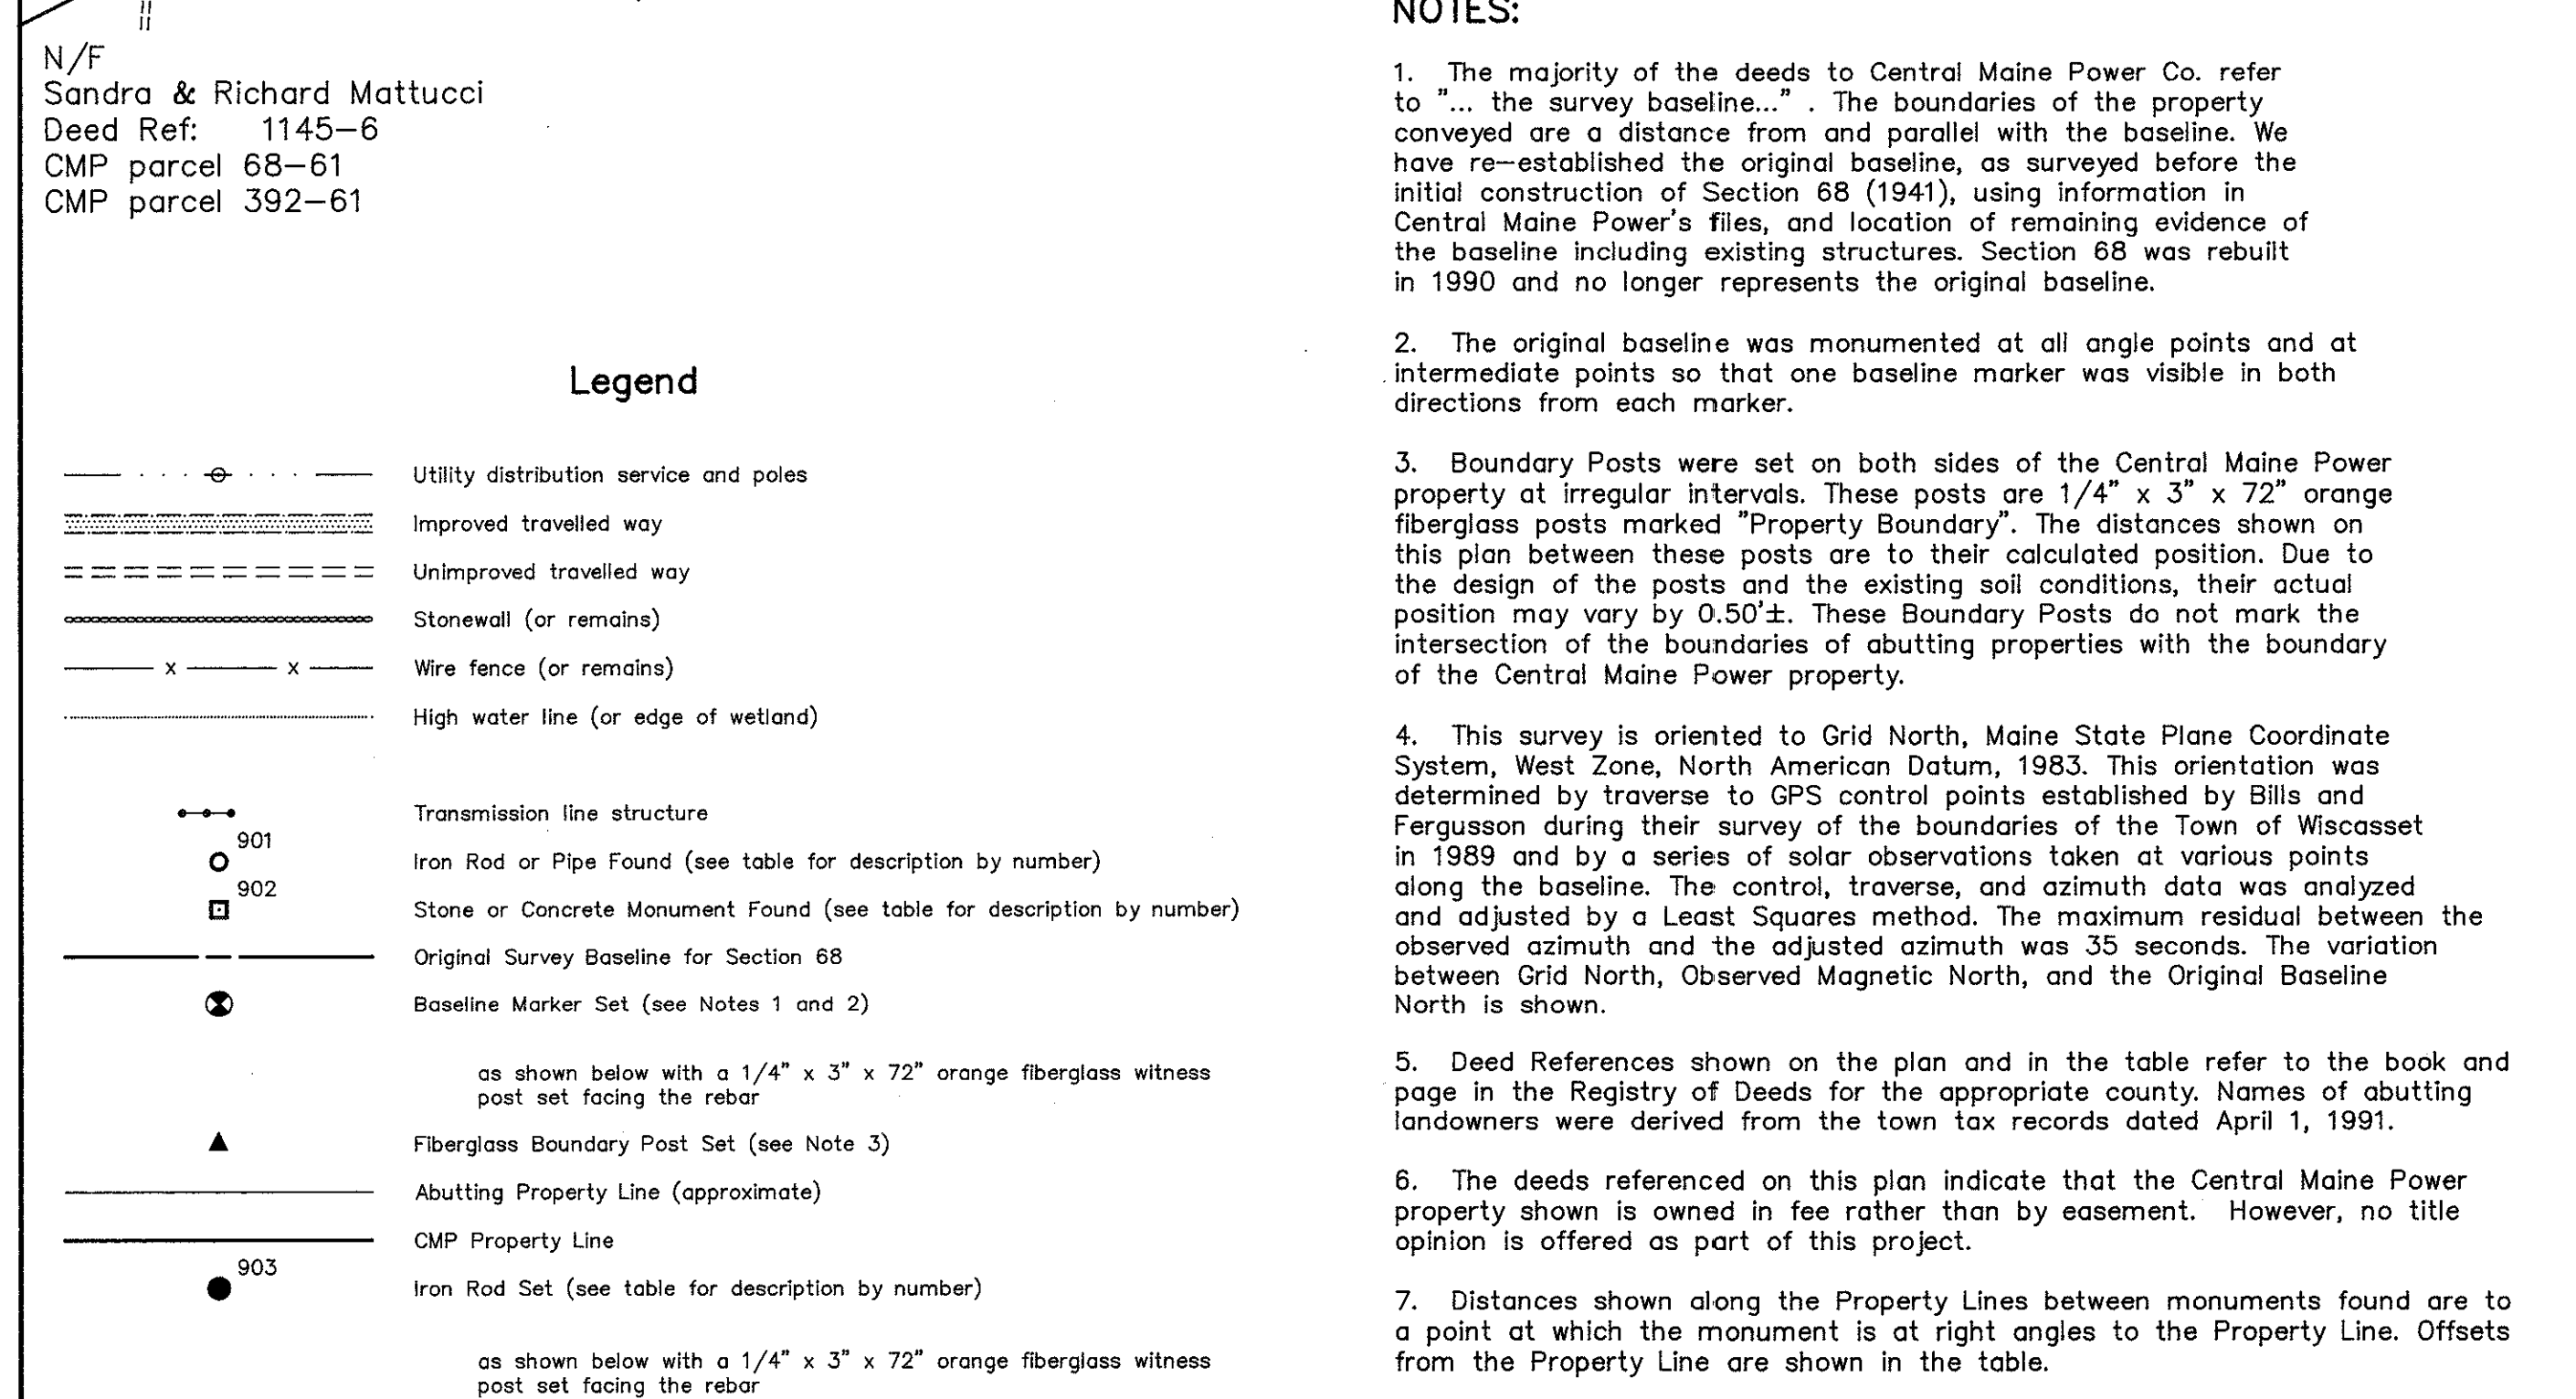 N/F
Sandra & Richard Mattucci
Deed Ref: 1145-6
CMP parcel 68-61
CMP parcel 392-61
Legend
Utility distribution service and poles
Improved travelled way
Unimproved travelled way
Stonewall (or remains)
x x Wire fence (or remains)
High water line (or edge of wetland)
Transmission line structure
901
Iron Rod or Pipe Found (see table for description by number)
902
Stone or Concrete Monument Found (see table for description by number)
Original Survey Baseline for Section 68
Baseline Marker Set (see Notes 1 and 2)
as shown below with a 1/4" x 3" x 72" orange fiberglass witness
post set facing the rebar
Fiberglass Boundary Post Set (see Note 3)
Abutting Property Line (approximate)
CMP Property Line
903
Iron Rod Set (see table for description by number)
as shown below with a 1/4" x 3" x 72" orange fiberglass witness
post set facing the rebar
NOTES:
1. The majority of the deeds to Central Maine Power Co. refer
to "... the survey baseline..." . The boundaries of the property
conveyed are a distance from and parallel with the baseline. We
have re-established the original baseline, as surveyed before the
initial construction of Section 68 (1941), using information in
Central Maine Power's files, and location of remaining evidence of
the baseline including existing structures. Section 68 was rebuilt
in 1990 and no longer represents the original baseline.
2. The original baseline was monumented at all angle points and at
intermediate points so that one baseline marker was visible in both
directions from each marker.
3. Boundary Posts were set on both sides of the Central Maine Power
property at irregular intervals. These posts are 1/4" x 3" x 72" orange
fiberglass posts marked "Property Boundary". The distances shown on
this plan between these posts are to their calculated position. Due to
the design of the posts and the existing soil conditions, their actual
position may vary by 0.50'±. These Boundary Posts do not mark the
intersection of the boundaries of abutting properties with the boundary
of the Central Maine Power property.
4. This survey is oriented to Grid North, Maine State Plane Coordinate
System, West Zone, North American Datum, 1983. This orientation was
determined by traverse to GPS control points established by Bills and
Fergusson during their survey of the boundaries of the Town of Wiscasset
in 1989 and by a series of solar observations taken at various points
along the baseline. The control, traverse, and azimuth data was analyzed
and adjusted by a Least Squares method. The maximum residual between the
observed azimuth and the adjusted azimuth was 35 seconds. The variation
between Grid North, Observed Magnetic North, and the Original Baseline
North is shown.
5. Deed References shown on the plan and in the table refer to the book and
page in the Registry of Deeds for the appropriate county. Names of abutting
landowners were derived from the town tax records dated April 1, 1991.
6. The deeds referenced on this plan indicate that the Central Maine Power
property shown is owned in fee rather than by easement. However, no title
opinion is offered as part of this project.
7. Distances shown along the Property Lines between monuments found are to
a point at which the monument is at right angles to the Property Line. Offsets
from the Property Line are shown in the table.